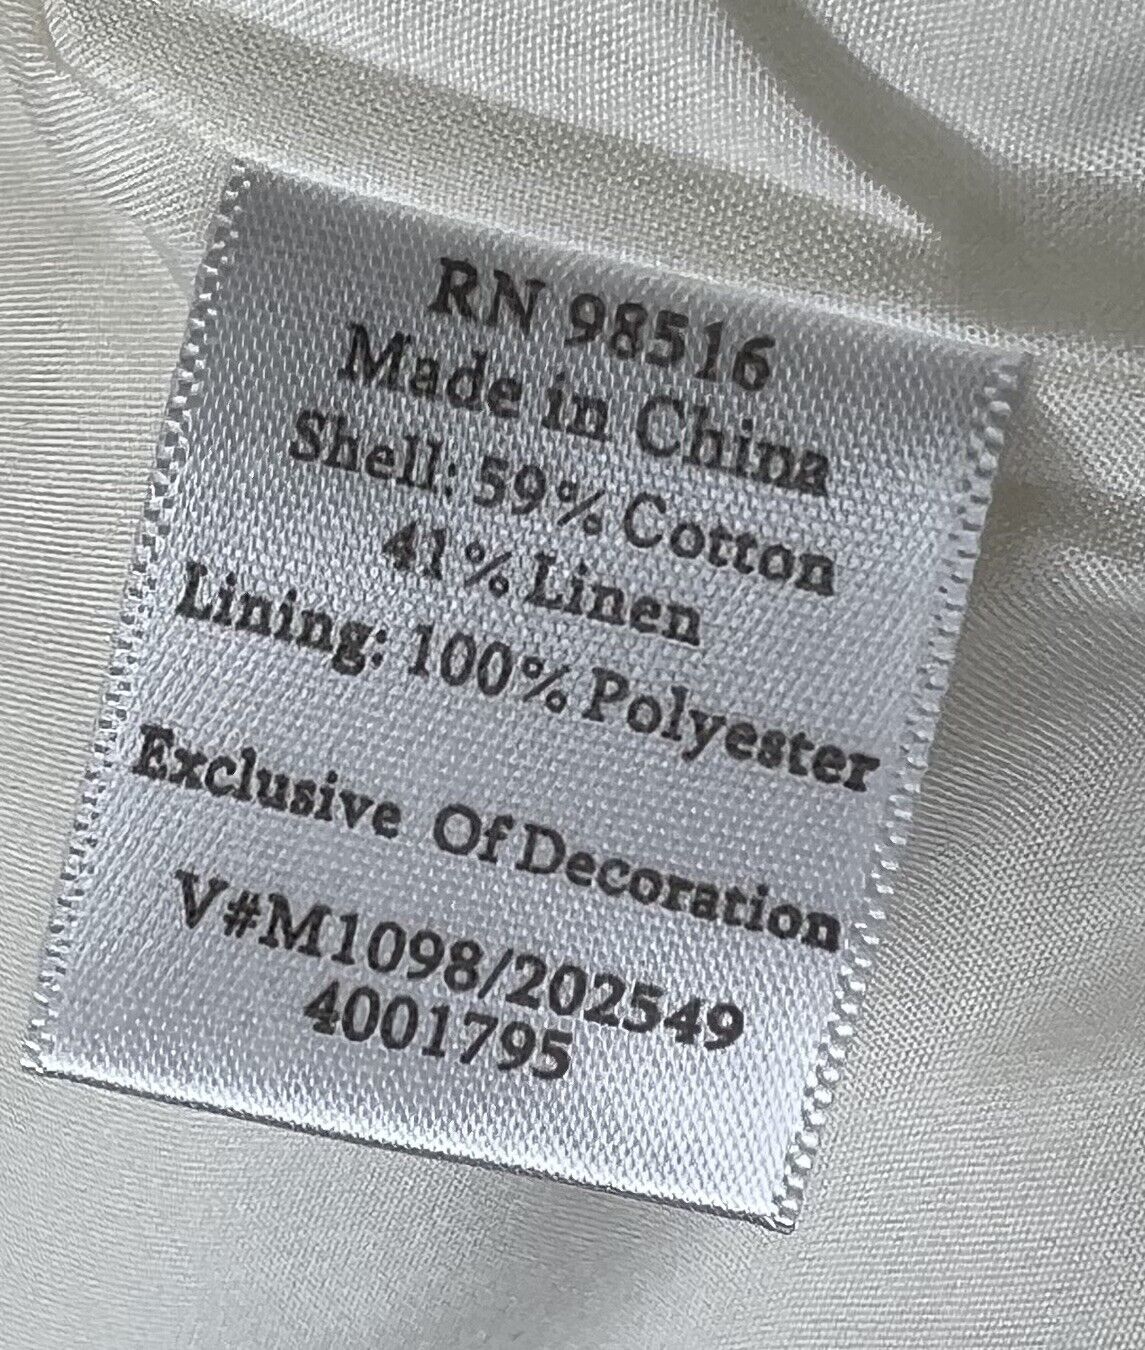 RN 98516
Made in China
Shell: 59% Cotton
41% Linen
Lining: 100% Polyester
Exclusive Of Decoration
V#M1098/202549
4001795